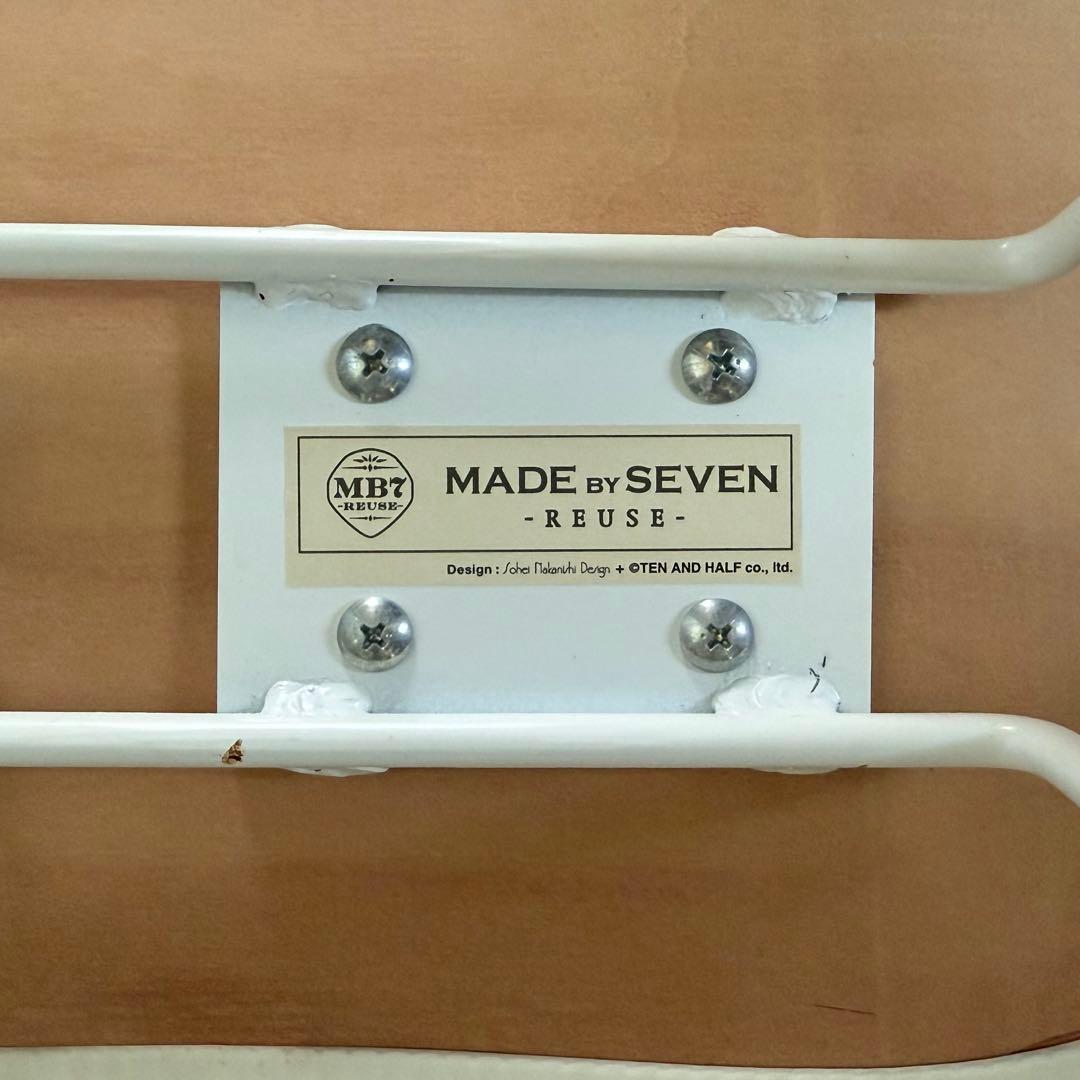 MB7
-REUSE-
MADE BY SEVEN
-REUSE-
Design : Sohei Nakanishi Design + ©TEN AND HALF co., ltd.